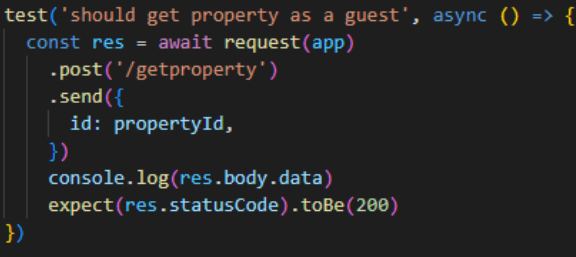 test('should get property as a guest', async () => {
  const res = await request(app)
    .post('/getproperty')
    .send({
      id: propertyId,
    })
    console.log(res.body.data)
    expect(res.statusCode).toBe(200)
})